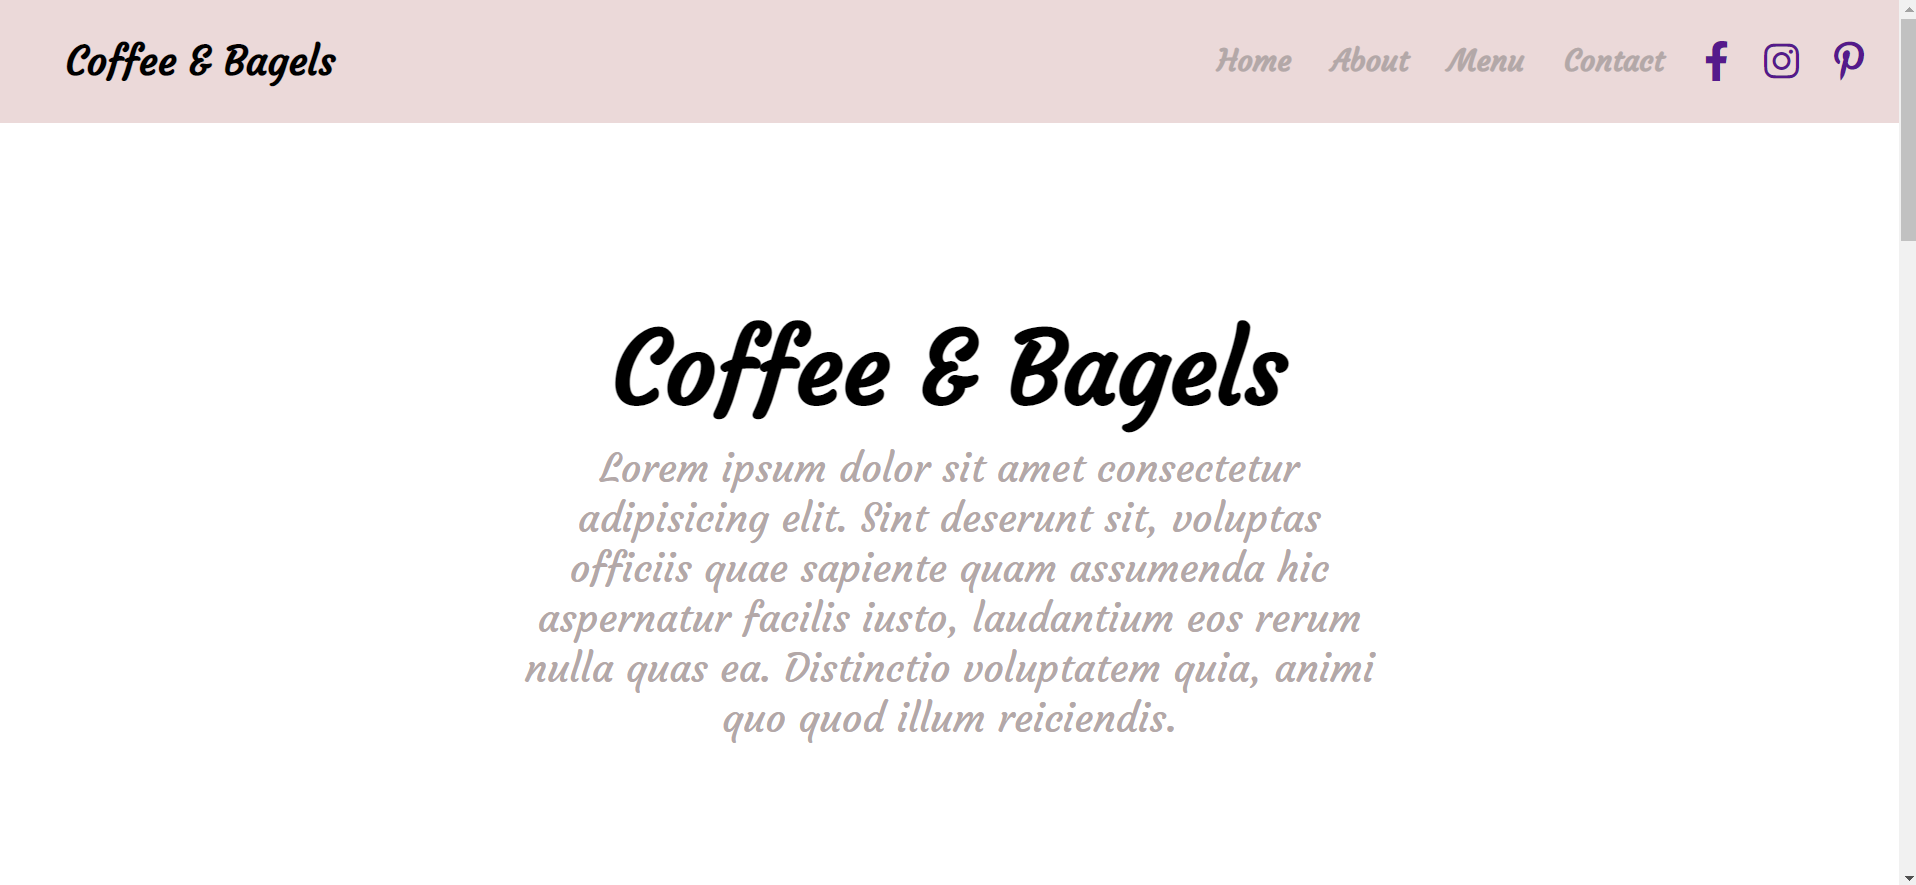 Coffee & Bagels
Home About Menu Contact
Coffee & Bagels
Lorem ipsum dolor sit amet consectetur
adipisicing elit. Sint deserunt sit, voluptas
officiis quae sapiente quam assumenda hic
aspernatur facilis iusto, laudantium eos rerum
nulla quas ea. Distinctio voluptatem quia, animi
quo quod illum reiciendis.